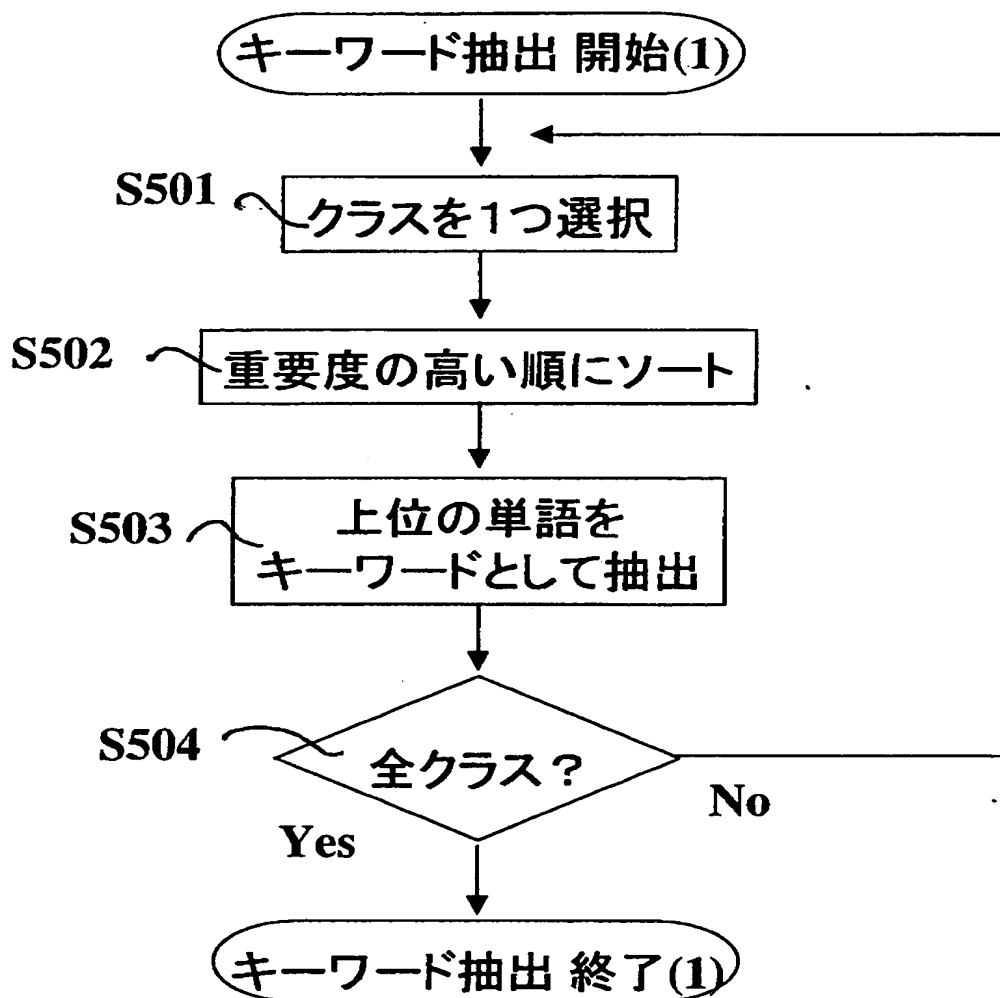 キーワード抽出 開始(1)
S501
クラスを1つ選択
S502
重要度の高い順にソート
S503
上位の単語を
キーワードとして抽出
S504
全クラス?
No
Yes
キーワード抽出 終了(1)